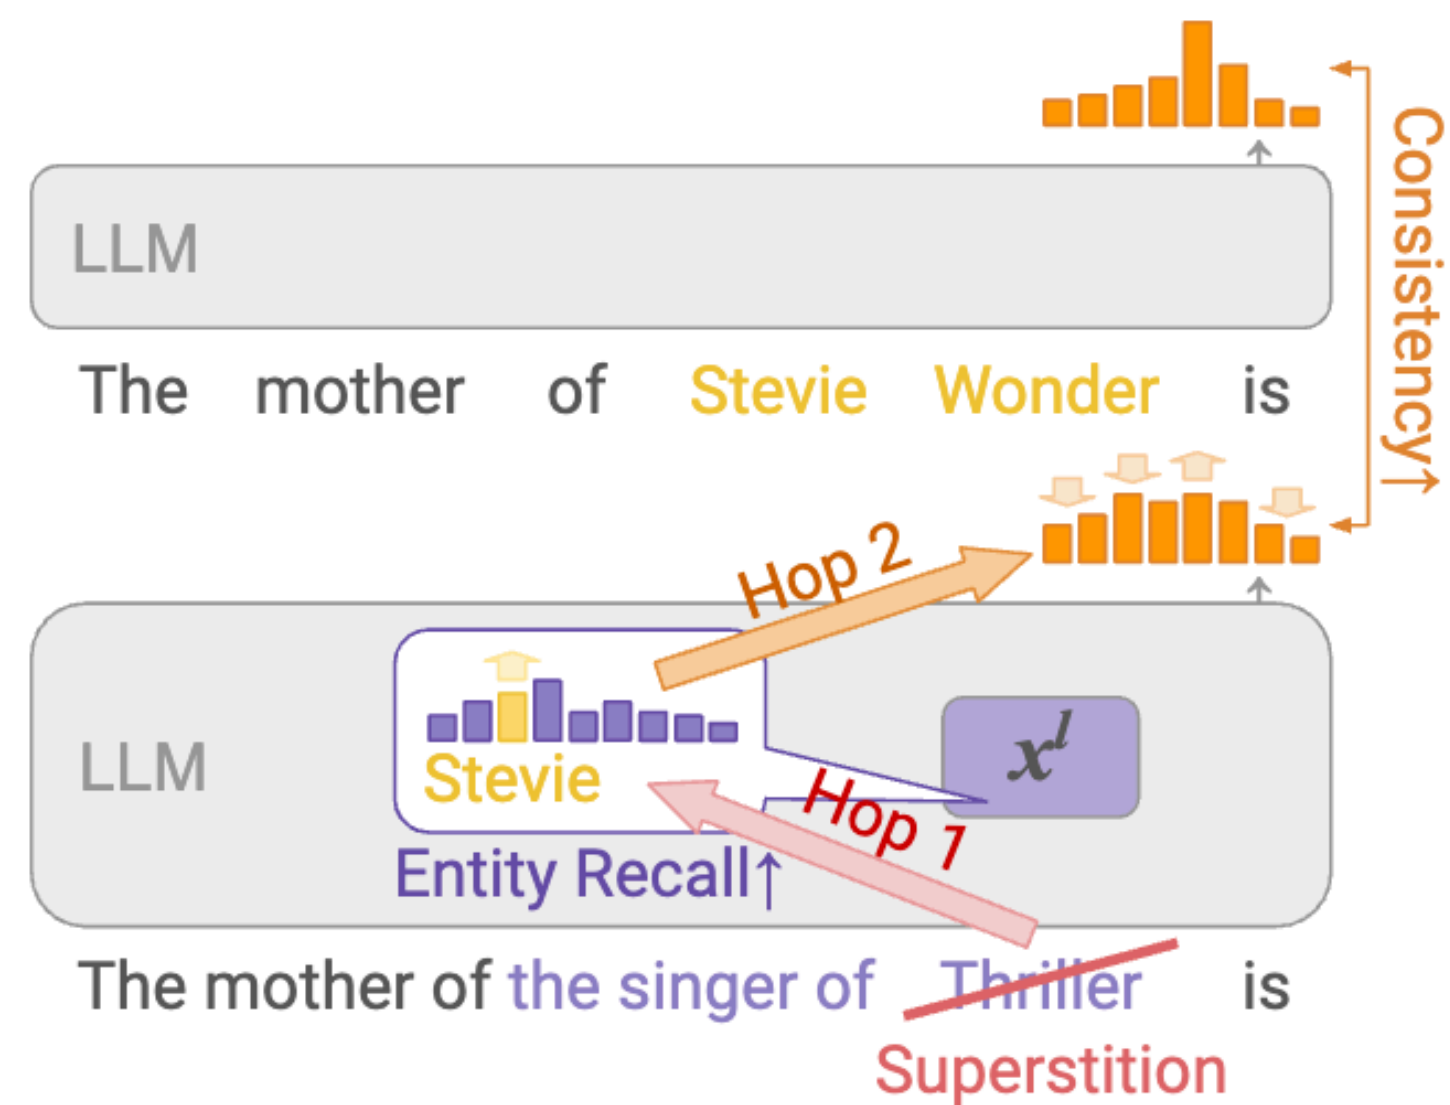 Consistency↑
LLM
The mother of Stevie Wonder is
Hop 2
LLM
Stevie
x^l
Hop 1
Entity Recall↑
The mother of the singer of Thriller is
Superstition